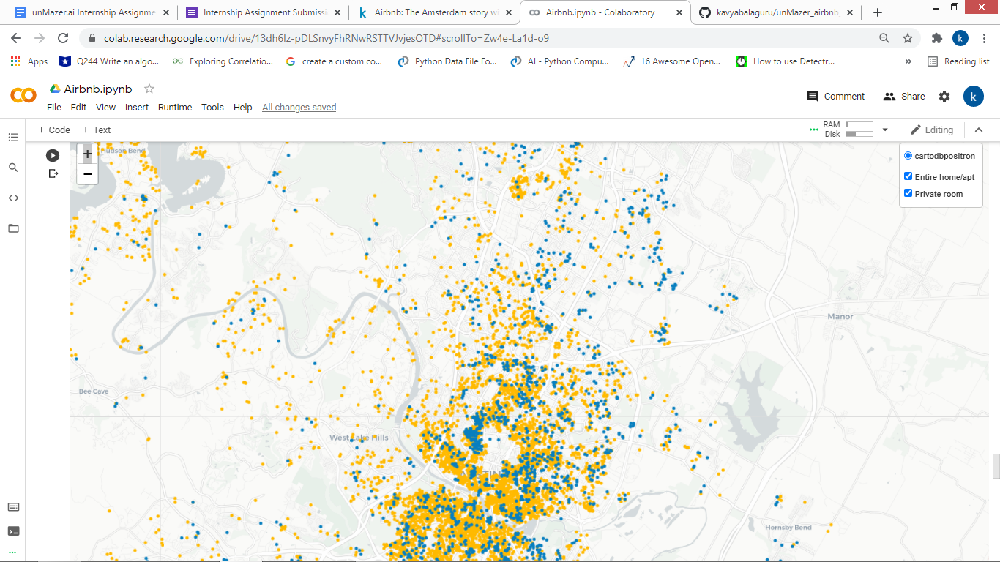 unMazer.ai Internship Assignme
Internship Assignment Submissi
Airbnb: The Amsterdam story wi
Airbnb.ipynb - Colaboratory
kavyabalaguru/unMazer_airbnb_
colab.research.google.com/drive/13dh6lz-pDLSnvyFhRNwRSTTVJvjesOTD#scrollTo=Zw4e-La1d-o9
k
Apps
Q244 Write an algo...
Exploring Correlatio...
create a custom co...
Python Data File Fo...
AI - Python Compu...
16 Awesome Open...
How to use Detectr...
»
Reading list
Airbnb.ipynb
File Edit View Insert Runtime Tools Help All changes saved
Comment
Share
k
+ Code + Text
RAM
Disk
Editing
+
−
Hudson Bend
cartodbpositron
Entire home/apt
Private room
Manor
Bee Cave
West Lake Hills
Hornsby Bend